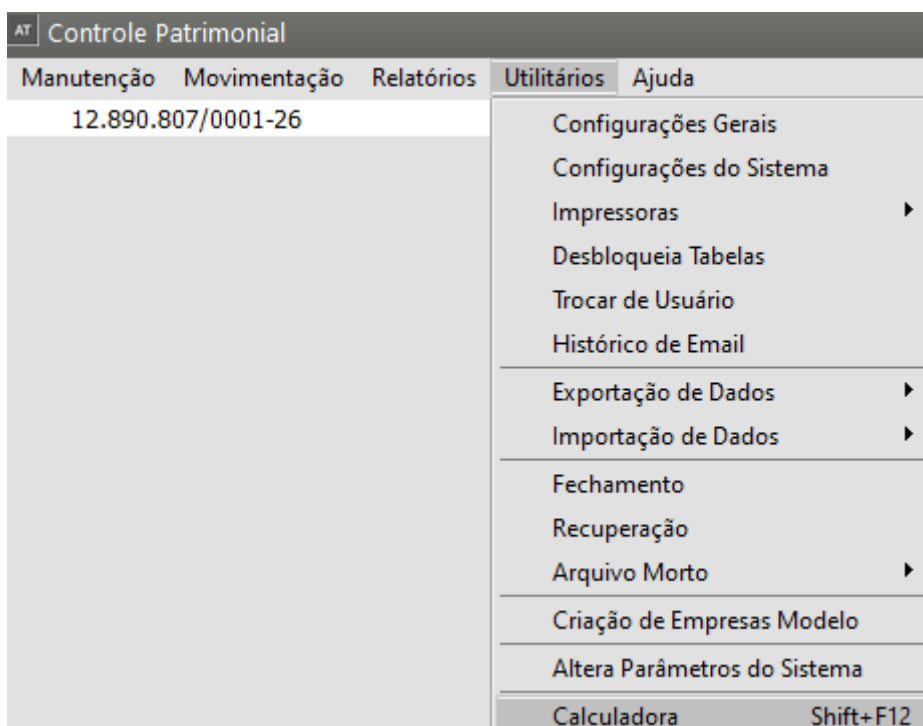 AT Controle Patrimonial
Manutenção Movimentação Relatórios Utilitários Ajuda
12.890.807/0001-26
Configurações Gerais
Configurações do Sistema
Impressoras
Desbloqueia Tabelas
Trocar de Usuário
Histórico de Email
Exportação de Dados
Importação de Dados
Fechamento
Recuperação
Arquivo Morto
Criação de Empresas Modelo
Altera Parâmetros do Sistema
Calculadora Shift+F12